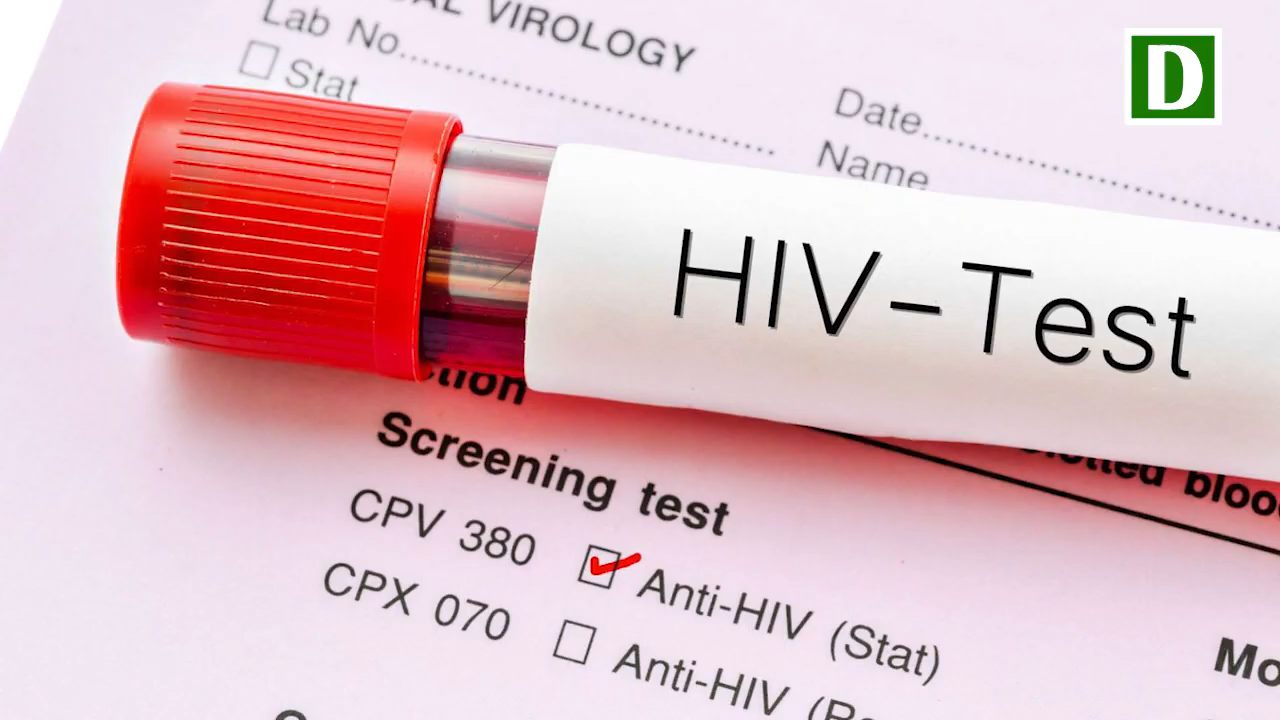 VIROLOGY
Lab No.
Stat
D
Date
Name
HIV-Test
Screening test
CPV 380 Anti-HIV (Stat)
CPX 070 Anti-HIV